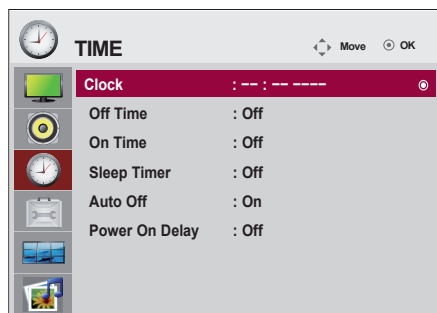 TIME Move OK
Clock : -- : -- ----
Off Time : Off
On Time : Off
Sleep Timer : Off
Auto Off : On
Power On Delay : Off